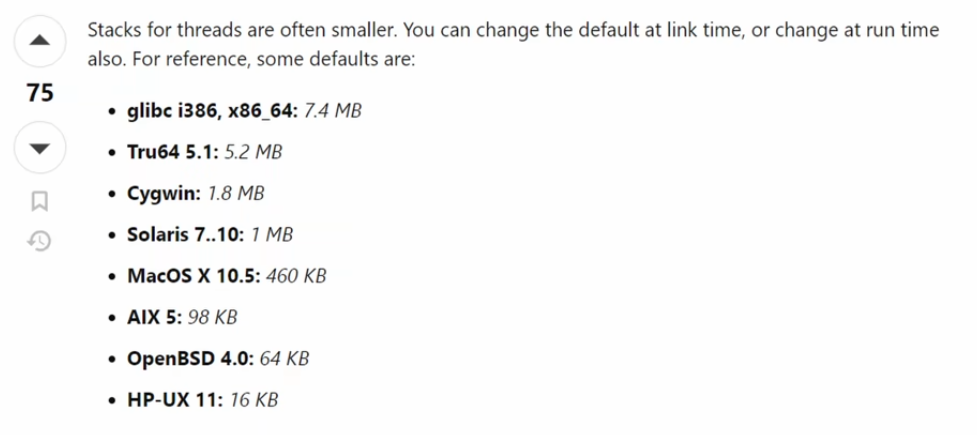 Stacks for threads are often smaller. You can change the default at link time, or change at run time
also. For reference, some defaults are:
75
• glibc i386, x86_64: 7.4 MB
• Tru64 5.1: 5.2 MB
• Cygwin: 1.8 MB
• Solaris 7..10: 1 MB
• MacOS X 10.5: 460 KB
• AIX 5: 98 KB
• OpenBSD 4.0: 64 KB
• HP-UX 11: 16 KB